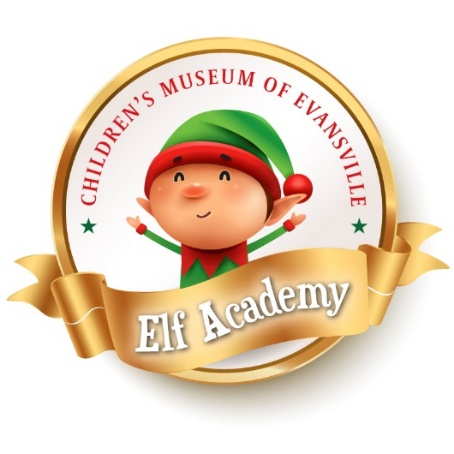 CHILDREN'S MUSEUM OF EVANSVILLE
Elf Academy